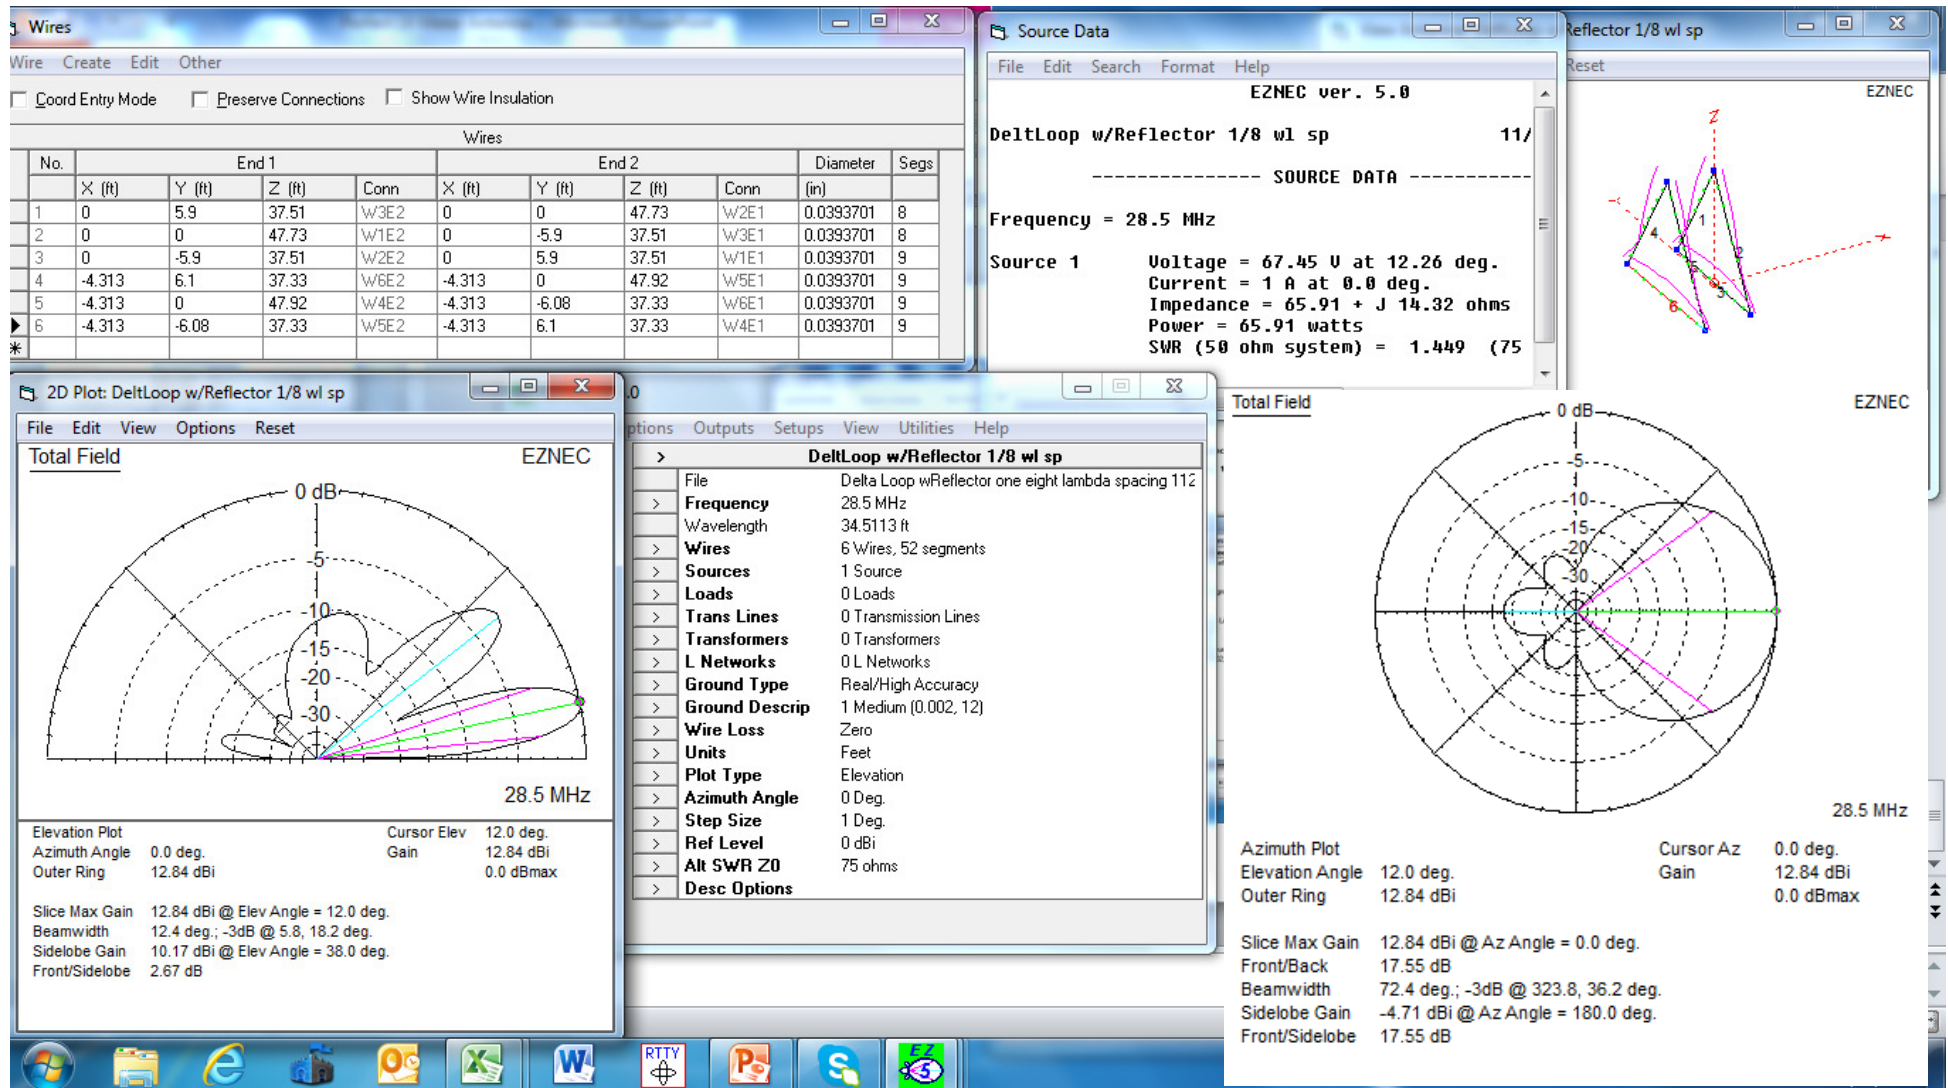 Wires
Wire Create Edit Other
Coord Entry Mode Preserve Connections Show Wire Insulation
Wires
No. End 1 End 2 Diameter Segs
X (ft) Y (ft) Z (ft) Conn X (ft) Y (ft) Z (ft) Conn (in)
1 0 5.9 37.51 W3E2 0 0 47.73 W2E1 0.0393701 8
2 0 0 47.73 W1E2 0 -5.9 37.51 W3E1 0.0393701 8
3 0 -5.9 37.51 W2E2 0 5.9 37.51 W1E1 0.0393701 9
4 -4.313 6.1 37.33 W6E2 -4.313 0 47.92 W5E1 0.0393701 9
5 -4.313 0 47.92 W4E2 -4.313 -6.08 37.33 W6E1 0.0393701 9
6 -4.313 -6.08 37.33 W5E2 -4.313 6.1 37.33 W4E1 0.0393701 9
Source Data
File Edit Search Format Help
EZNEC ver. 5.0
DeltLoop w/Reflector 1/8 wl sp 11/
--------------- SOURCE DATA -----------
Frequency = 28.5 MHz
Source 1 Voltage = 67.45 V at 12.26 deg.
Current = 1 A at 0.0 deg.
Impedance = 65.91 + J 14.32 ohms
Power = 65.91 watts
SWR (50 ohm system) = 1.449 (75
Reflector 1/8 wl sp
Reset
EZNEC
Z
X
1
2
3
4
6
2D Plot: DeltLoop w/Reflector 1/8 wl sp
File Edit View Options Reset
Total Field EZNEC
0 dB
-5
-10
-15
-20
-30
28.5 MHz
Elevation Plot Cursor Elev 12.0 deg.
Azimuth Angle 0.0 deg. Gain 12.84 dBi
Outer Ring 12.84 dBi 0.0 dBmax
Slice Max Gain 12.84 dBi @ Elev Angle = 12.0 deg.
Beamwidth 12.4 deg.; -3dB @ 5.8, 18.2 deg.
Sidelobe Gain 10.17 dBi @ Elev Angle = 38.0 deg.
Front/Sidelobe 2.67 dB
.0
ptions Outputs Setups View Utilities Help
> DeltLoop w/Reflector 1/8 wl sp
File Delta Loop wReflector one eight lambda spacing 112
> Frequency 28.5 MHz
Wavelength 34.5113 ft
> Wires 6 Wires, 52 segments
> Sources 1 Source
> Loads 0 Loads
> Trans Lines 0 Transmission Lines
> Transformers 0 Transformers
> L Networks 0 L Networks
> Ground Type Real/High Accuracy
> Ground Descrip 1 Medium (0.002, 12)
> Wire Loss Zero
> Units Feet
> Plot Type Elevation
> Azimuth Angle 0 Deg.
> Step Size 1 Deg.
> Ref Level 0 dBi
> Alt SWR Z0 75 ohms
> Desc Options
Total Field EZNEC
0 dB
-5
-10
-15
-20
-30
28.5 MHz
Azimuth Plot Cursor Az 0.0 deg.
Elevation Angle 12.0 deg. Gain 12.84 dBi
Outer Ring 12.84 dBi 0.0 dBmax
Slice Max Gain 12.84 dBi @ Az Angle = 0.0 deg.
Front/Back 17.55 dB
Beamwidth 72.4 deg.; -3dB @ 323.8, 36.2 deg.
Sidelobe Gain -4.71 dBi @ Az Angle = 180.0 deg.
Front/Sidelobe 17.55 dB
RTTY
EZ
5